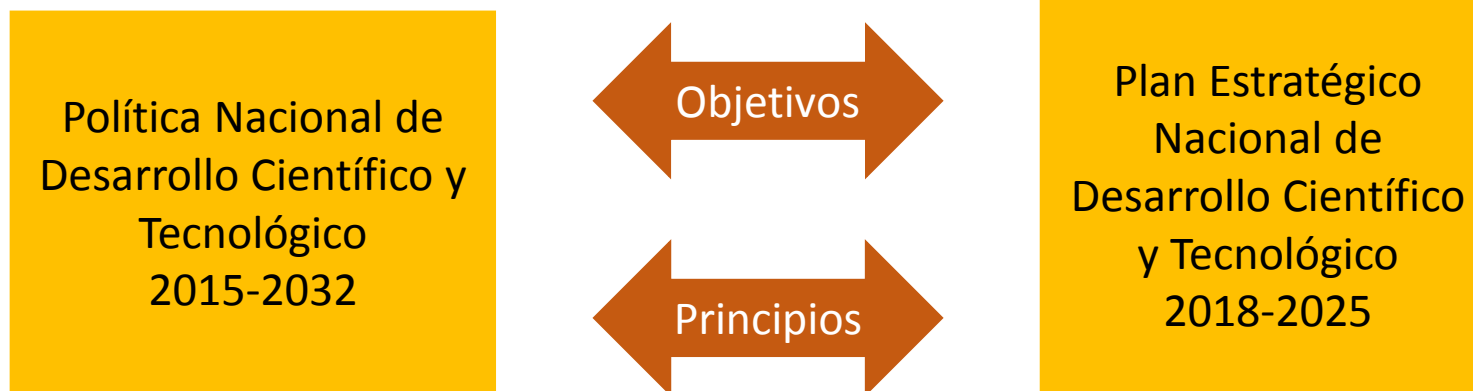 Política Nacional de
Desarrollo Científico y
Tecnológico
2015-2032
Objetivos
Principios
Plan Estratégico
Nacional de
Desarrollo Científico
y Tecnológico
2018-2025